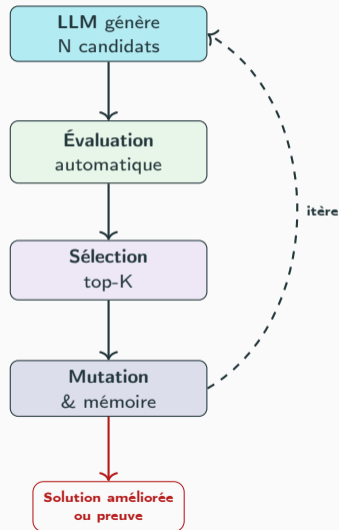 LLM génère
N candidats
Évaluation
automatique
itère
Sélection
top-K
Mutation
& mémoire
Solution améliorée
ou preuve